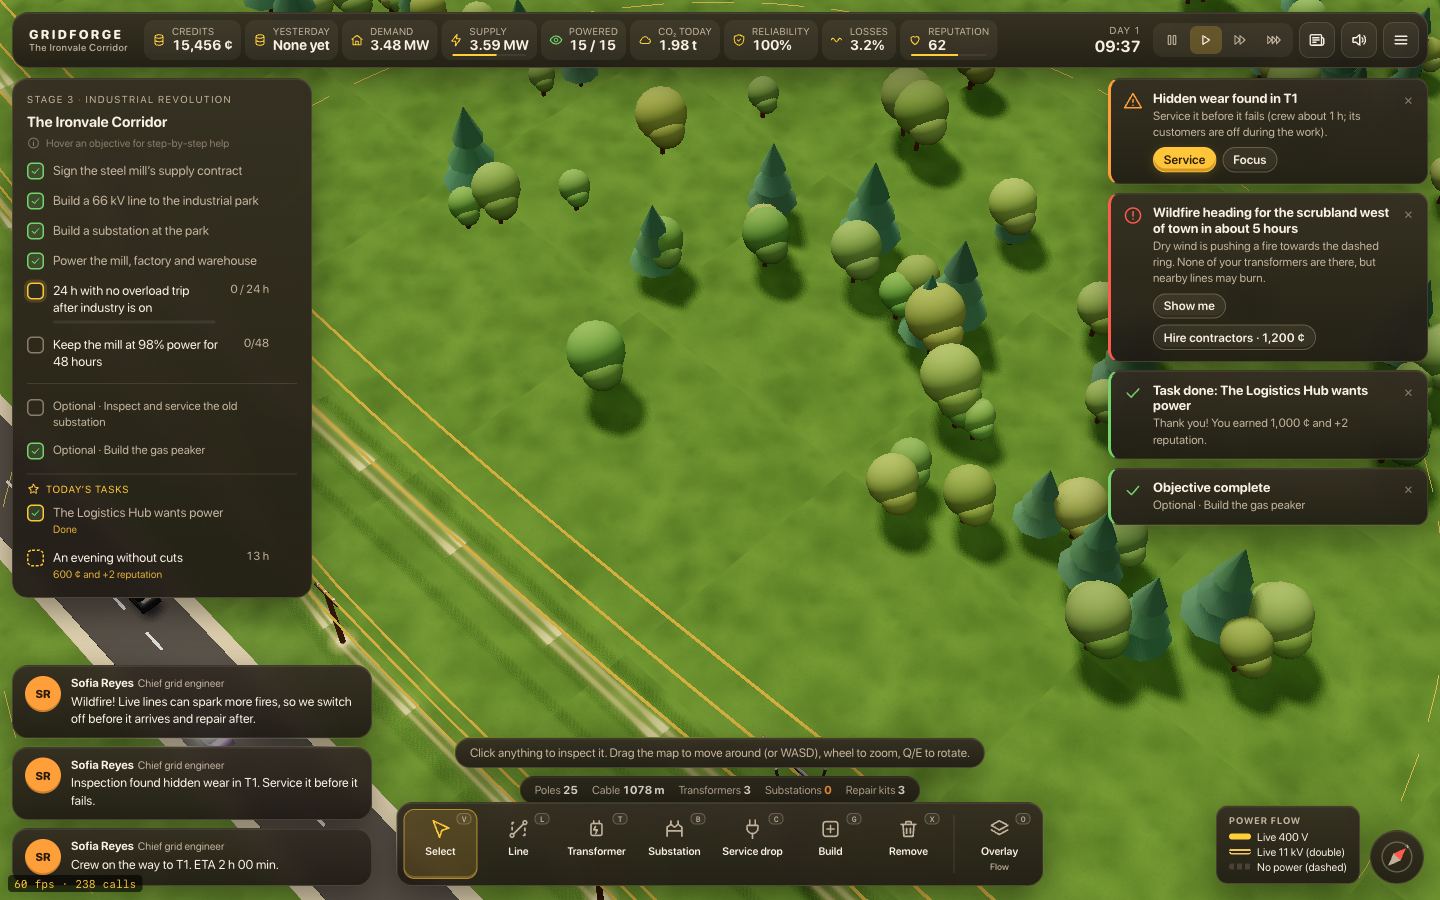 GRIDFORGE
The Ironvale Corridor
CREDITS
15,456 ¢
YESTERDAY
None yet
DEMAND
3.48 MW
SUPPLY
3.59 MW
POWERED
15 / 15
CO₂ TODAY
1.98 t
RELIABILITY
100%
LOSSES
3.2%
REPUTATION
62
DAY 1
09:37
STAGE 3 · INDUSTRIAL REVOLUTION
The Ironvale Corridor
Hover an objective for step-by-step help
Sign the steel mill's supply contract
Build a 66 kV line to the industrial park
Build a substation at the park
Power the mill, factory and warehouse
24 h with no overload trip 0 / 24 h
after industry is on
Keep the mill at 98% power for 0/48
48 hours
Optional · Inspect and service the old
substation
Optional · Build the gas peaker
TODAY'S TASKS
The Logistics Hub wants power
Done
An evening without cuts 13 h
600 ¢ and +2 reputation
Hidden wear found in T1 ×
Service it before it fails (crew about 1 h; its
customers are off during the work).
Service Focus
Wildfire heading for the scrubland west ×
of town in about 5 hours
Dry wind is pushing a fire towards the dashed
ring. None of your transformers are there, but
nearby lines may burn.
Show me
Hire contractors · 1,200 ¢
Task done: The Logistics Hub wants ×
power
Thank you! You earned 1,000 ¢ and +2
reputation.
Objective complete ×
Optional · Build the gas peaker
SR
Sofia Reyes Chief grid engineer
Wildfire! Live lines can spark more fires, so we switch
off before it arrives and repair after.
SR
Sofia Reyes Chief grid engineer
Inspection found hidden wear in T1. Service it before it
fails.
SR
Sofia Reyes Chief grid engineer
Crew on the way to T1. ETA 2 h 00 min.
60 fps · 238 calls
Click anything to inspect it. Drag the map to move around (or WASD), wheel to zoom, Q/E to rotate.
Poles 25 Cable 1078 m Transformers 3 Substations 0 Repair kits 3
V
Select
L
Line
T
Transformer
B
Substation
C
Service drop
G
Build
X
Remove
O
Overlay
Flow
POWER FLOW
Live 400 V
Live 11 kV (double)
No power (dashed)